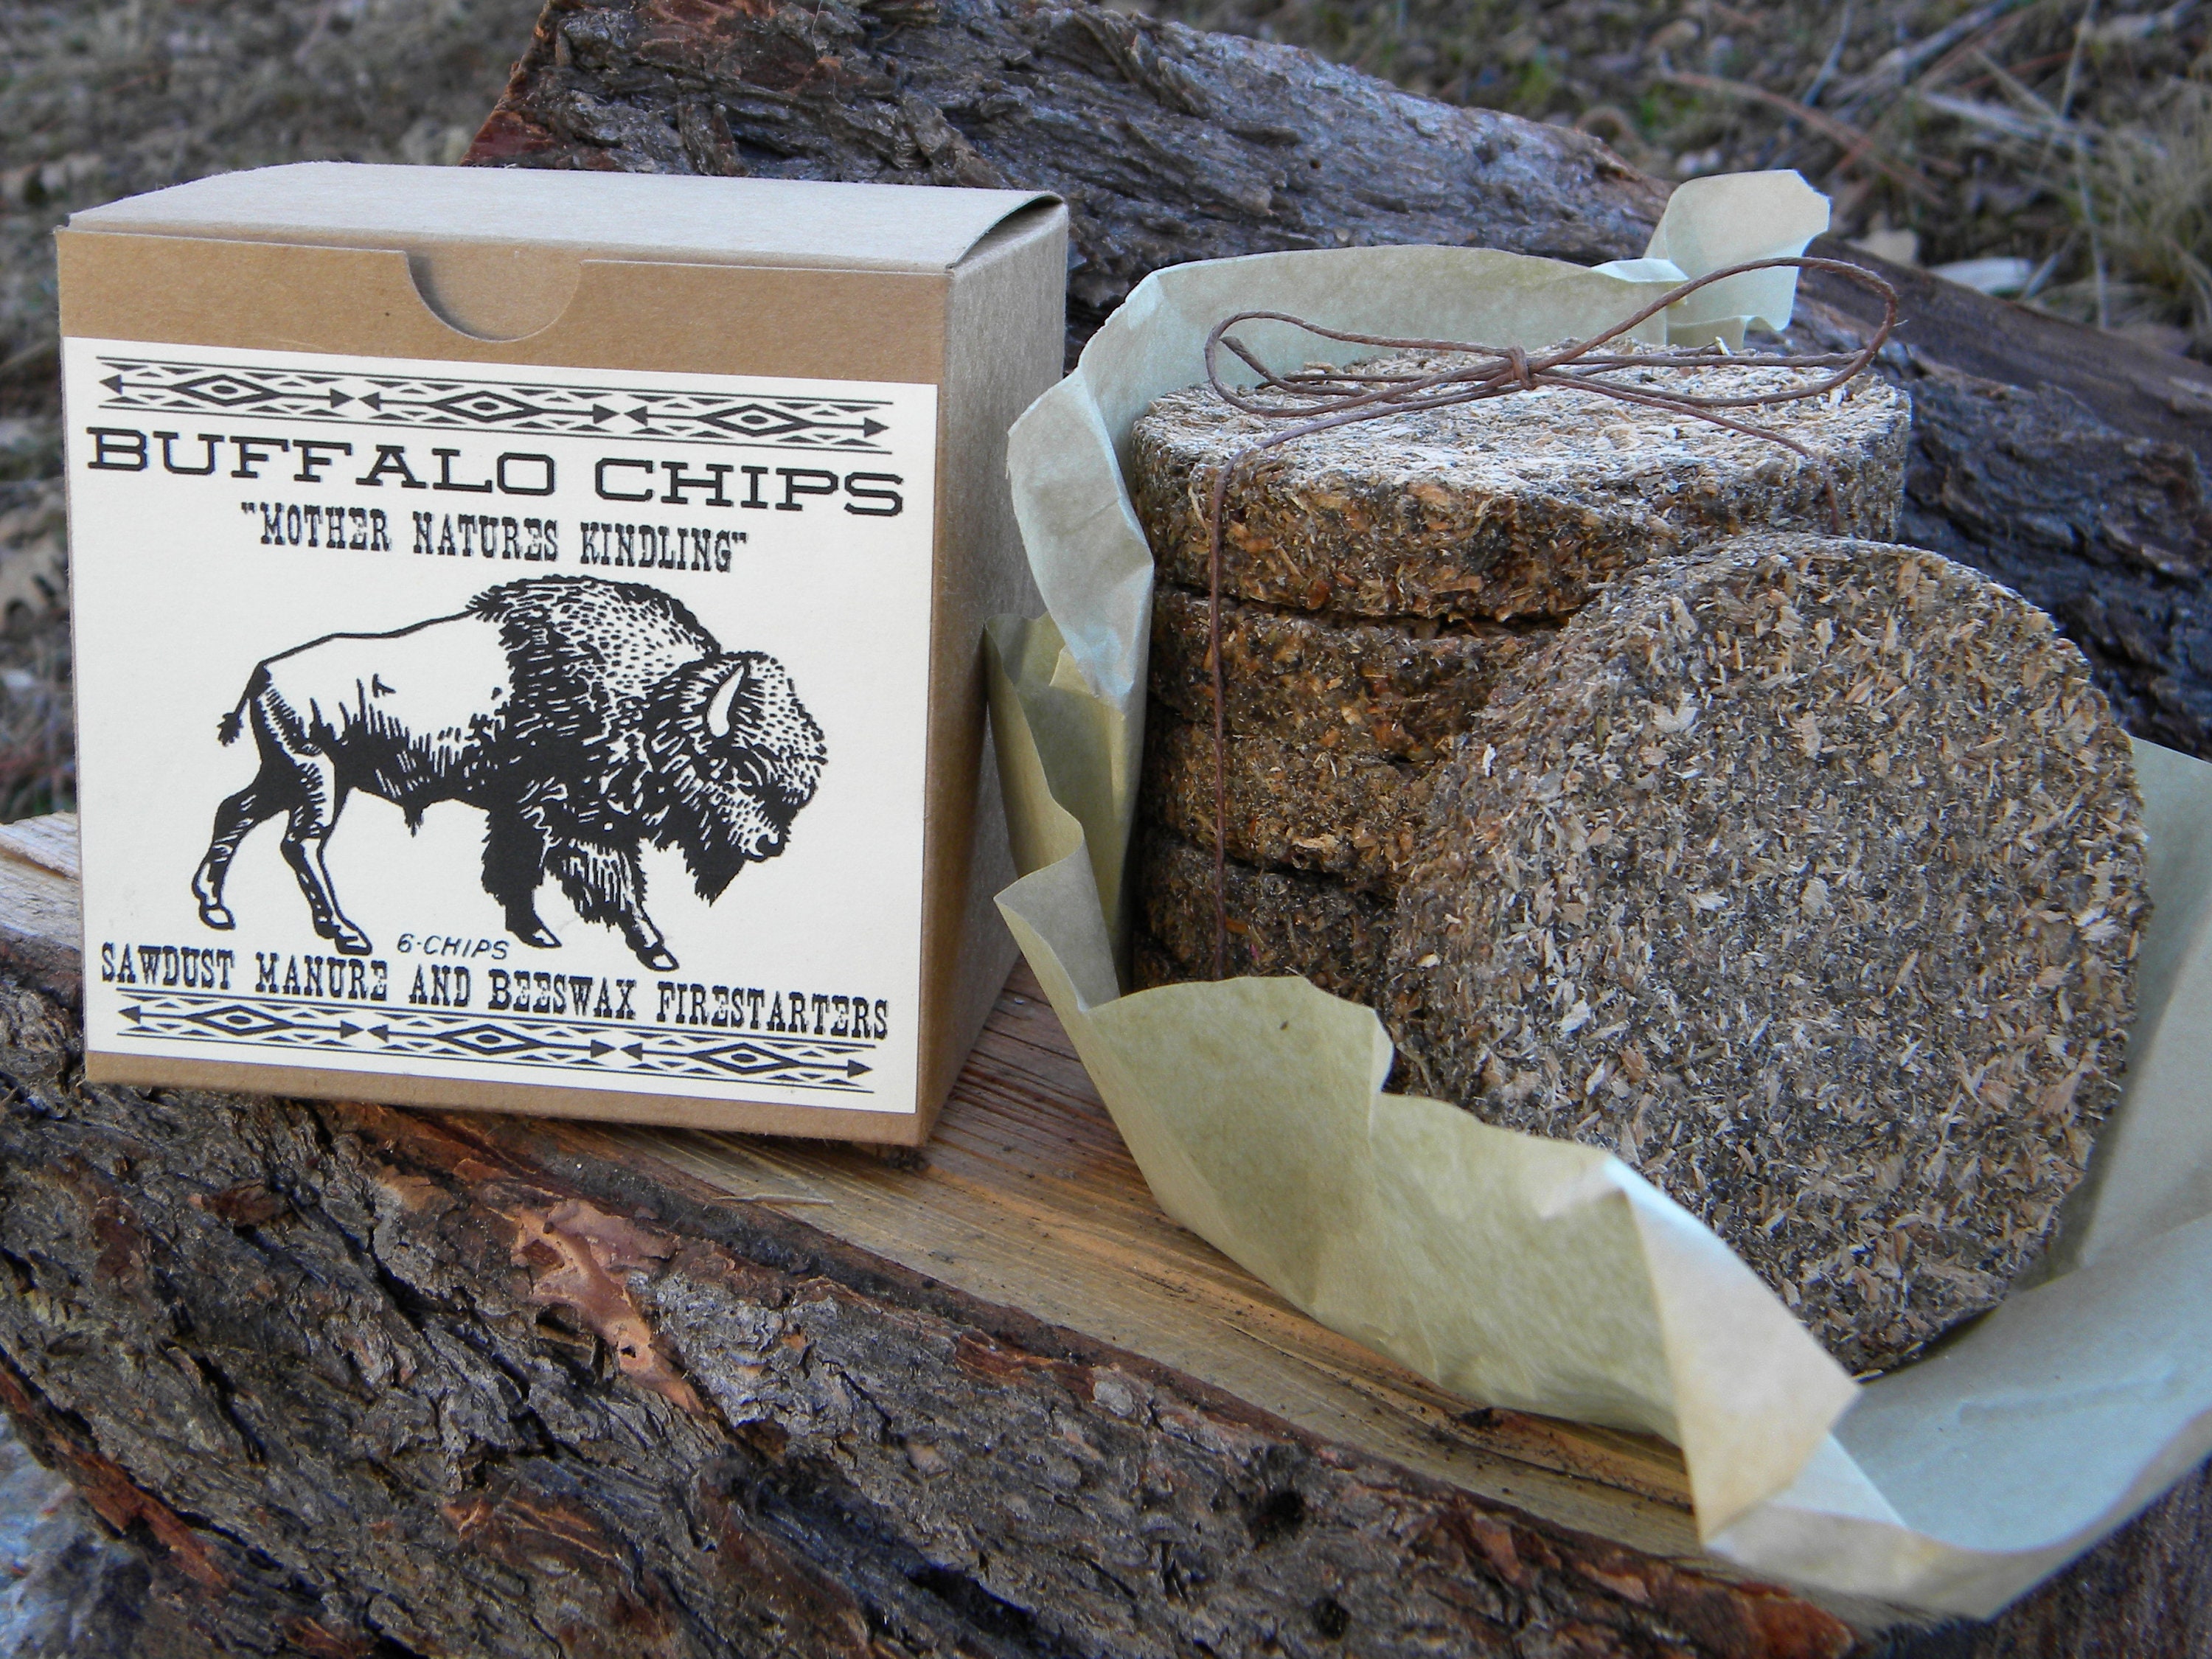 BUFFALO CHIPS
"MOTHER NATURES KINDLING"
6-CHIPS
SAWDUST MANURE AND BEESWAX FIRESTARTERS